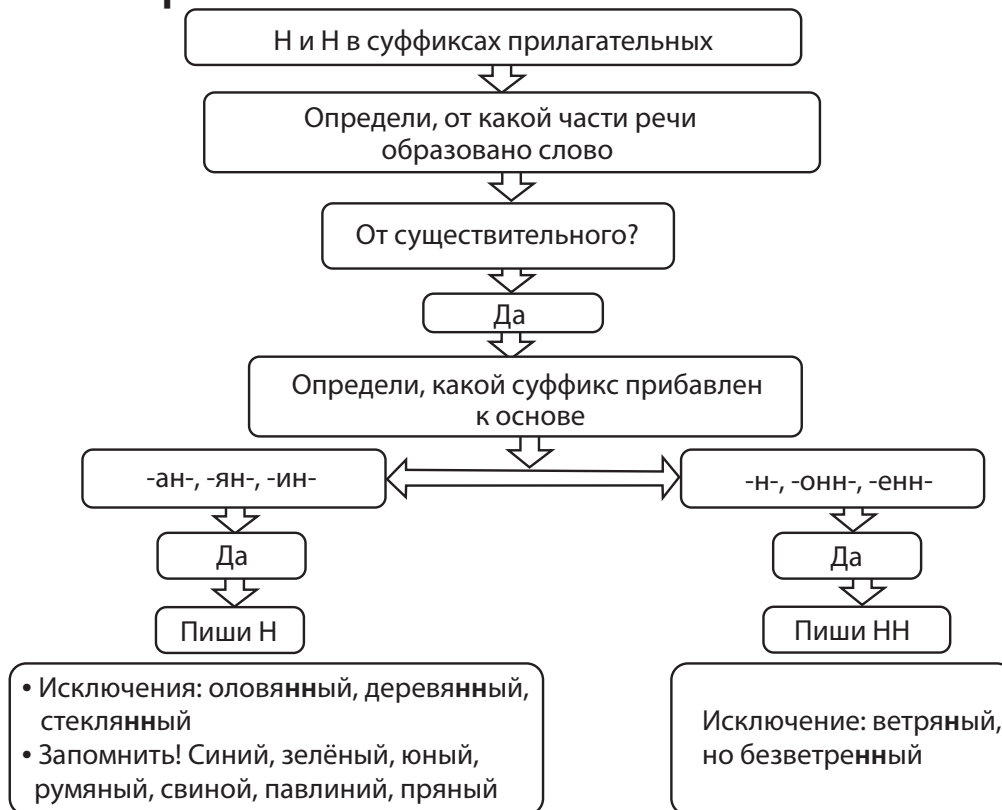 Н и Н в суффиксах прилагательных
Определи, от какой части речи
образовано слово
От существительного?
Да
Определи, какой суффикс прибавлен
к основе
-ан-, -ян-, -ин-
-н-, -онн-, -енн-
Да
Да
Пиши Н
Пиши НН
• Исключения: оловянный, деревянный,
стеклянный
• Запомнить! Синий, зелёный, юный,
румяный, свиной, павлиний, пряный
Исключение: ветряный,
но безветренный